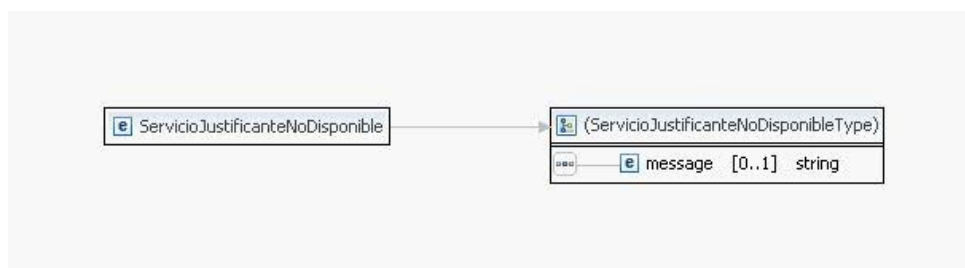 e ServicioJustificanteNoDisponible
(ServicioJustificanteNoDisponibleType)
e message [0..1] string